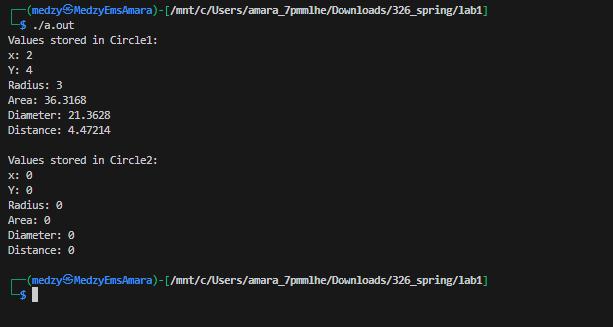 ┌──(medzy㉿MedzyEmsAmara)-[/mnt/c/Users/amara_7pmmlhe/Downloads/326_spring/lab1]
└─$ ./a.out
Values stored in Circle1:
x: 2
Y: 4
Radius: 3
Area: 36.3168
Diameter: 21.3628
Distance: 4.47214

Values stored in Circle2:
x: 0
Y: 0
Radius: 0
Area: 0
Diameter: 0
Distance: 0

┌──(medzy㉿MedzyEmsAmara)-[/mnt/c/Users/amara_7pmmlhe/Downloads/326_spring/lab1]
└─$